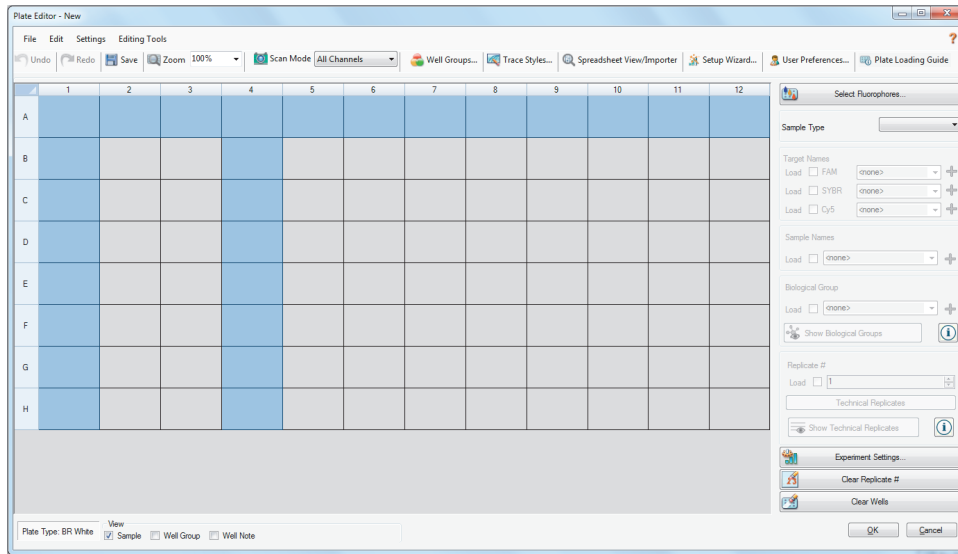 Plate Editor - New
File Edit Settings Editing Tools ?
Undo Redo Save Zoom 100% Scan Mode All Channels Well Groups... Trace Styles... Spreadsheet View/Importer Setup Wizard... User Preferences... Plate Loading Guide
1 2 3 4 5 6 7 8 9 10 11 12
A
B
C
D
E
F
G
H
Select Fluorophores...
Sample Type
Target Names
Load FAM <none>
Load SYBR <none>
Load Cy5 <none>
Sample Names
Load <none>
Biological Group
Load <none>
Show Biological Groups
Replicate #
Load 1
Technical Replicates
Show Technical Replicates
Experiment Settings...
Clear Replicate #
Clear Wells
Plate Type: BR White
View
Sample Well Group Well Note
OK Cancel